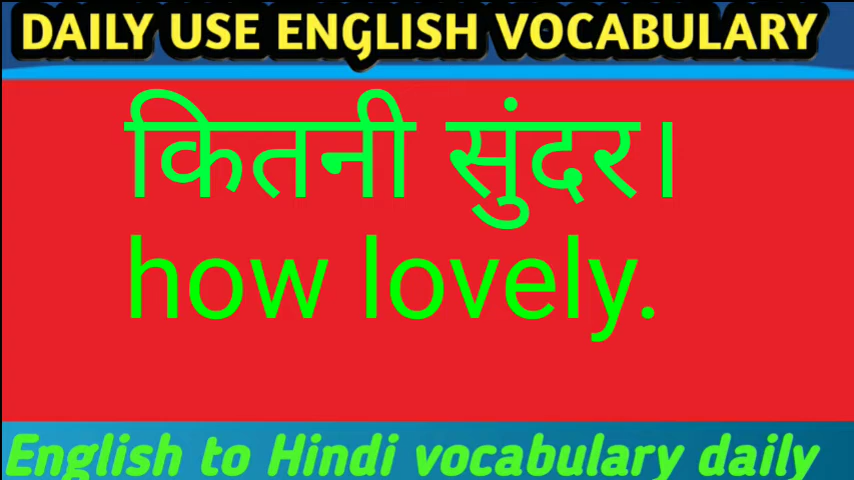 DAILY USE ENGLISH VOCABULARY
कितनी सुंदर।
how lovely.
English to Hindi vocabulary daily